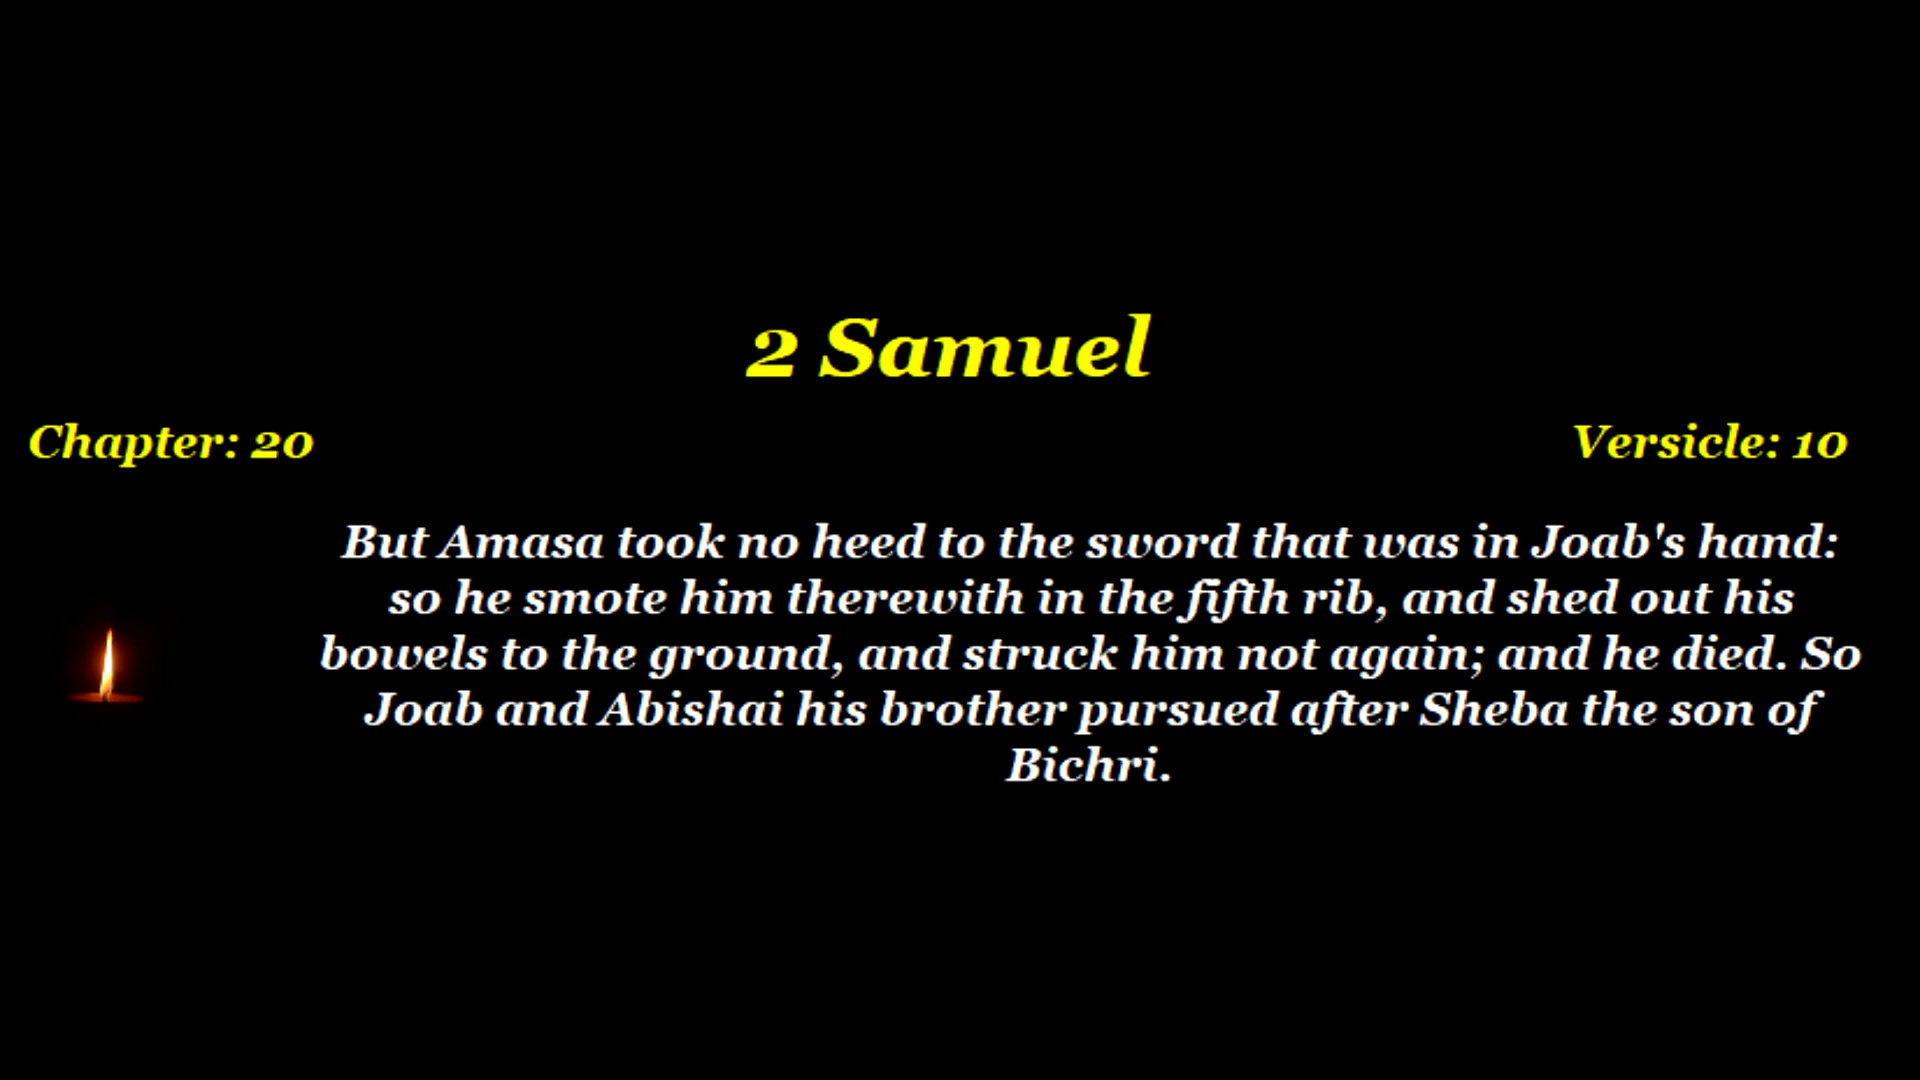 2 Samuel
Chapter: 20
Versicle: 10
But Amasa took no heed to the sword that was in Joab's hand:
so he smote him therewith in the fifth rib, and shed out his
bowels to the ground, and struck him not again; and he died. So
Joab and Abishai his brother pursued after Sheba the son of
Bichri.